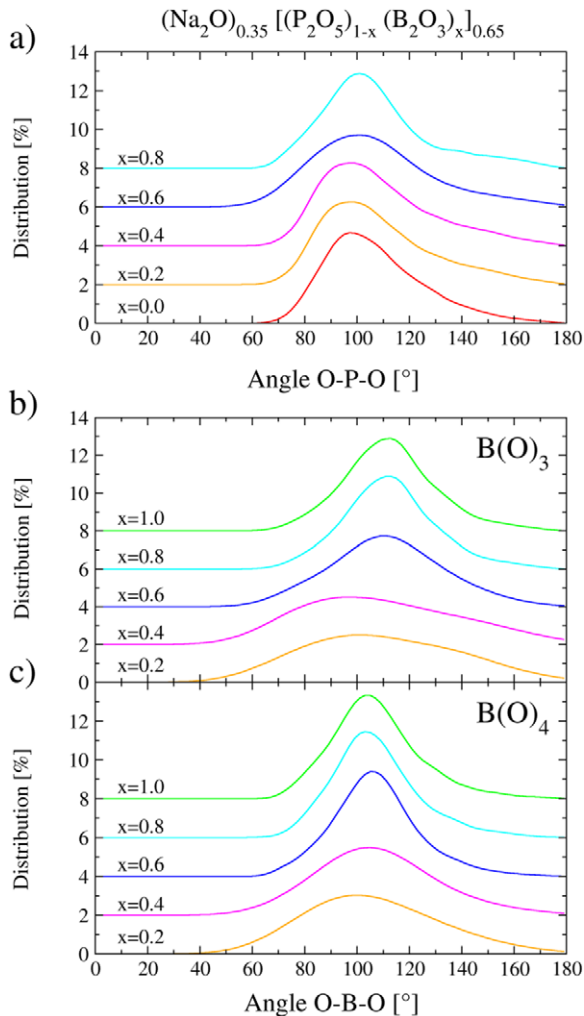 (Na2O)0.35 [(P2O5)1-x (B2O3)x]0.65
a)
Distribution [%]
14
12
10
8
6
4
2
0
x=0.8
x=0.6
x=0.4
x=0.2
x=0.0
0 20 40 60 80 100 120 140 160 180
Angle O-P-O [°]
b)
Distribution [%]
14
12
10
8
6
4
2
0
B(O)3
x=1.0
x=0.8
x=0.6
x=0.4
x=0.2
c)
Distribution [%]
12
10
8
6
4
2
0
B(O)4
x=1.0
x=0.8
x=0.6
x=0.4
x=0.2
0 20 40 60 80 100 120 140 160 180
Angle O-B-O [°]